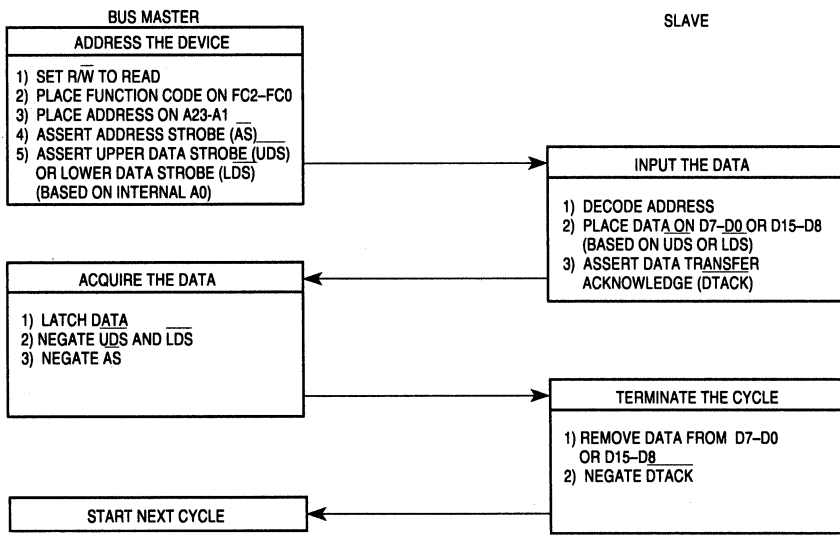 BUS MASTER
SLAVE
ADDRESS THE DEVICE
1) SET R/W̅ TO READ
2) PLACE FUNCTION CODE ON FC2–FC0
3) PLACE ADDRESS ON A23-A1
4) ASSERT ADDRESS STROBE (AS)
5) ASSERT UPPER DATA STROBE (UDS)
OR LOWER DATA STROBE (LDS)
(BASED ON INTERNAL A0)
INPUT THE DATA
1) DECODE ADDRESS
2) PLACE DATA ON D7–D0 OR D15–D8
(BASED ON UDS OR LDS)
3) ASSERT DATA TRANSFER
ACKNOWLEDGE (DTACK)
ACQUIRE THE DATA
1) LATCH DATA
2) NEGATE UDS AND LDS
3) NEGATE AS
TERMINATE THE CYCLE
1) REMOVE DATA FROM D7–D0
OR D15–D8
2) NEGATE DTACK
START NEXT CYCLE